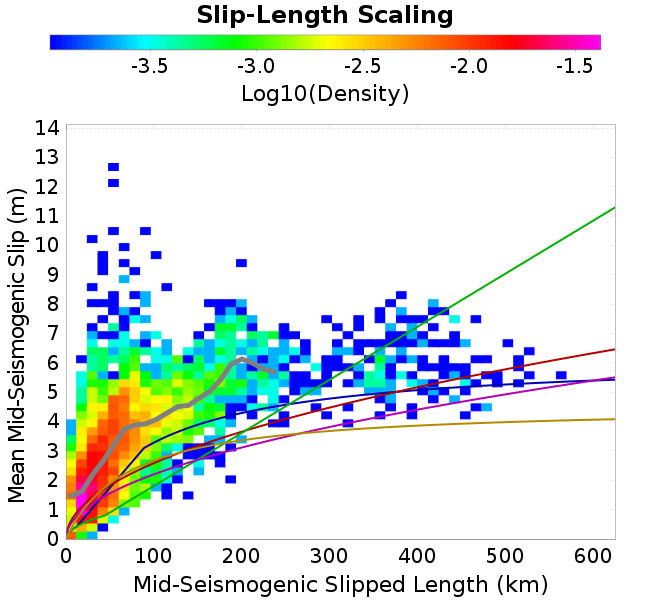 Slip-Length Scaling
-3.5 -3.0 -2.5 -2.0 -1.5
Log10(Density)
Mean Mid-Seismogenic Slip (m)
14
13
12
11
10
9
8
7
6
5
4
3
2
1
0
0 100 200 300 400 500 600
Mid-Seismogenic Slipped Length (km)